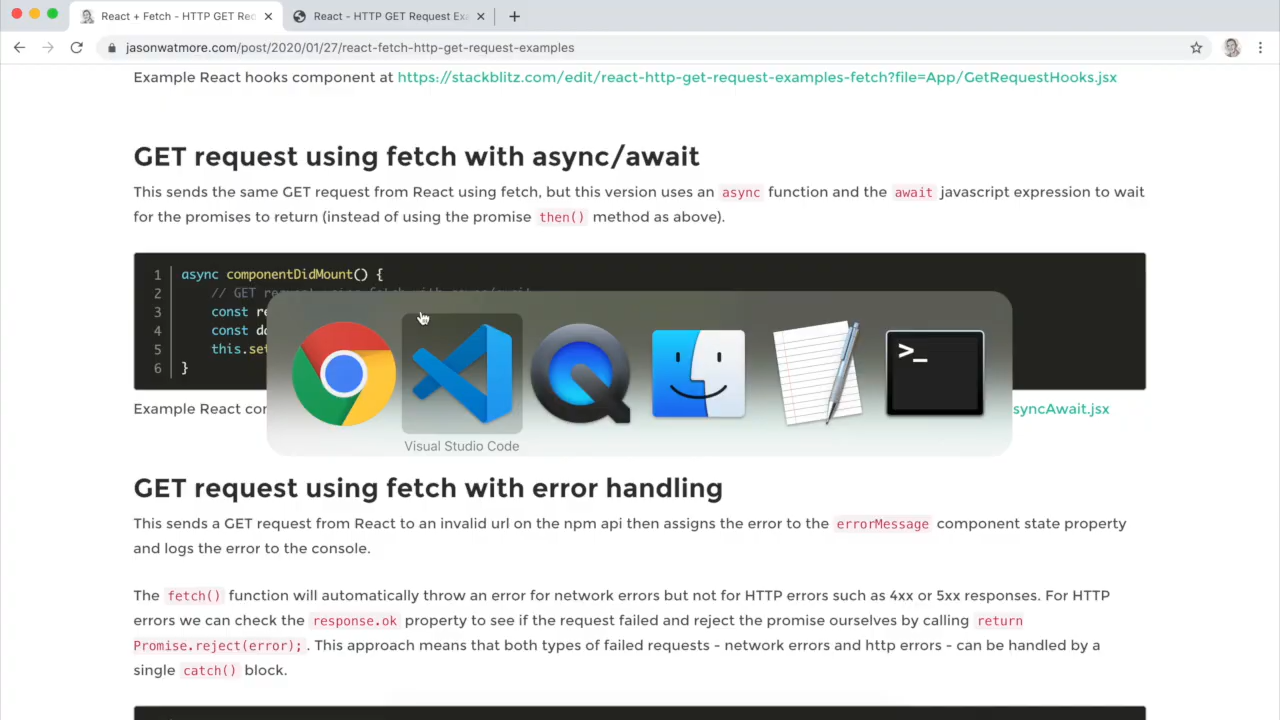 React + Fetch - HTTP GET Req
React - HTTP GET Request Exa
jasonwatmore.com/post/2020/01/27/react-fetch-http-get-request-examples
Example React hooks component at https://stackblitz.com/edit/react-http-get-request-examples-fetch?file=App/GetRequestHooks.jsx
GET request using fetch with async/await
This sends the same GET request from React using fetch, but this version uses an async function and the await javascript expression to wait
for the promises to return (instead of using the promise then() method as above).
1 async componentDidMount() {
2 // GET request using fetch with async/await
3 const re
4 const da
5 this.set
6 }
Example React con
syncAwait.jsx
>_
Visual Studio Code
GET request using fetch with error handling
This sends a GET request from React to an invalid url on the npm api then assigns the error to the errorMessage component state property
and logs the error to the console.
The fetch() function will automatically throw an error for network errors but not for HTTP errors such as 4xx or 5xx responses. For HTTP
errors we can check the response.ok property to see if the request failed and reject the promise ourselves by calling return
Promise.reject(error); . This approach means that both types of failed requests - network errors and http errors - can be handled by a
single catch() block.